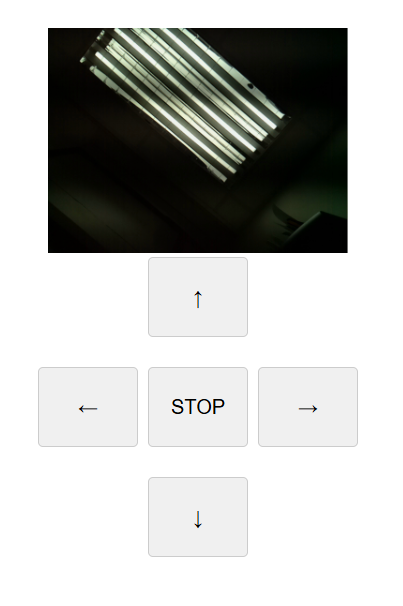 ↑
← STOP →
↓